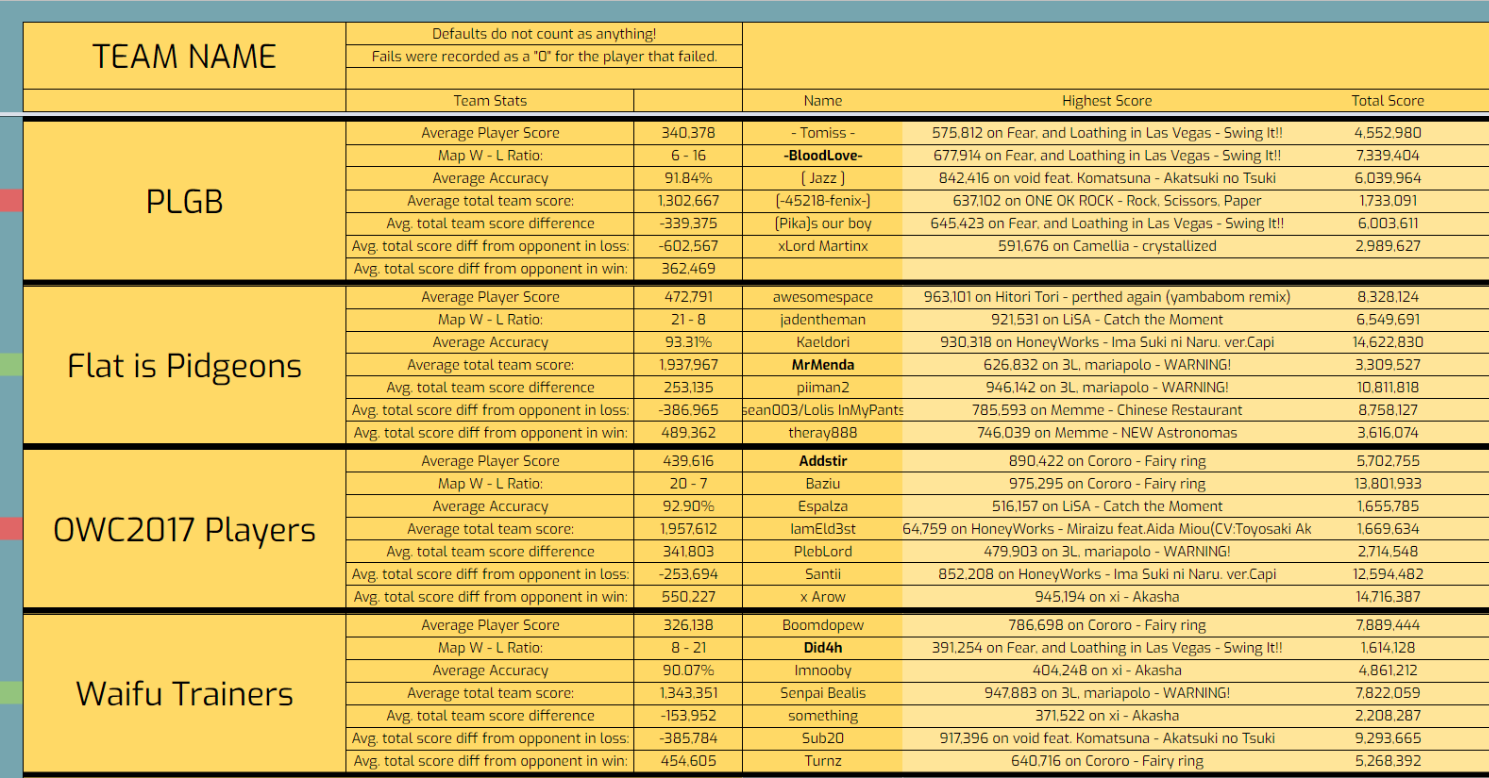 TEAM NAME
Defaults do not count as anything!
Fails were recorded as a "0" for the player that failed.
Team Stats Name Highest Score Total Score
PLGB
Average Player Score 340,378 - Tomiss - 575,812 on Fear, and Loathing in Las Vegas - Swing It!! 4,552,980
Map W - L Ratio: 6 - 16 -BloodLove- 677,914 on Fear, and Loathing in Las Vegas - Swing It!! 7,339,404
Average Accuracy 91.84% [ Jazz ] 842,416 on void feat. Komatsuna - Akatsuki no Tsuki 6,039,964
Average total team score: 1,302,667 [-45218-fenix-] 637,102 on ONE OK ROCK - Rock, Scissors, Paper 1,733,091
Avg. total team score difference -339,375 [Pika]s our boy 645,423 on Fear, and Loathing in Las Vegas - Swing It!! 6,003,611
Avg. total score diff from opponent in loss: -602,567 xLord Martinx 591,676 on Camellia - crystallized 2,989,627
Avg. total score diff from opponent in win: 362,469
Flat is Pidgeons
Average Player Score 472,791 awesomespace 963,101 on Hitori Tori - perthed again (yambabom remix) 8,328,124
Map W - L Ratio: 21 - 8 jadentheman 921,531 on LiSA - Catch the Moment 6,549,691
Average Accuracy 93.31% Kaeldori 930,318 on HoneyWorks - Ima Suki ni Naru. ver.Capi 14,622,830
Average total team score: 1,937,967 MrMenda 626,832 on 3L, mariapolo - WARNING! 3,309,527
Avg. total team score difference 253,135 piiman2 946,142 on 3L, mariapolo - WARNING! 10,811,818
Avg. total score diff from opponent in loss: -386,965 sean003/Lolis InMyPants 785,593 on Memme - Chinese Restaurant 8,758,127
Avg. total score diff from opponent in win: 489,362 theray888 746,039 on Memme - NEW Astronomas 3,616,074
OWC2017 Players
Average Player Score 439,616 Addstir 890,422 on Cororo - Fairy ring 5,702,755
Map W - L Ratio: 20 - 7 Baziu 975,295 on Cororo - Fairy ring 13,801,933
Average Accuracy 92.90% Espalza 516,157 on LiSA - Catch the Moment 1,655,785
Average total team score: 1,957,612 IamEld3st 64,759 on HoneyWorks - Miraizu feat.Aida Miou(CV:Toyosaki Ak 1,669,634
Avg. total team score difference 341,803 PlebLord 479,903 on 3L, mariapolo - WARNING! 2,714,548
Avg. total score diff from opponent in loss: -253,694 Santii 852,208 on HoneyWorks - Ima Suki ni Naru. ver.Capi 12,594,482
Avg. total score diff from opponent in win: 550,227 x Arow 945,194 on xi - Akasha 14,716,387
Waifu Trainers
Average Player Score 326,138 Boomdopew 786,698 on Cororo - Fairy ring 7,889,444
Map W - L Ratio: 8 - 21 Did4h 391,254 on Fear, and Loathing in Las Vegas - Swing It!! 1,614,128
Average Accuracy 90.07% Imnooby 404,248 on xi - Akasha 4,861,212
Average total team score: 1,343,351 Senpai Bealis 947,883 on 3L, mariapolo - WARNING! 7,822,059
Avg. total team score difference -153,952 something 371,522 on xi - Akasha 2,208,287
Avg. total score diff from opponent in loss: -385,784 Sub20 917,396 on void feat. Komatsuna - Akatsuki no Tsuki 9,293,665
Avg. total score diff from opponent in win: 454,605 Turnz 640,716 on Cororo - Fairy ring 5,268,392